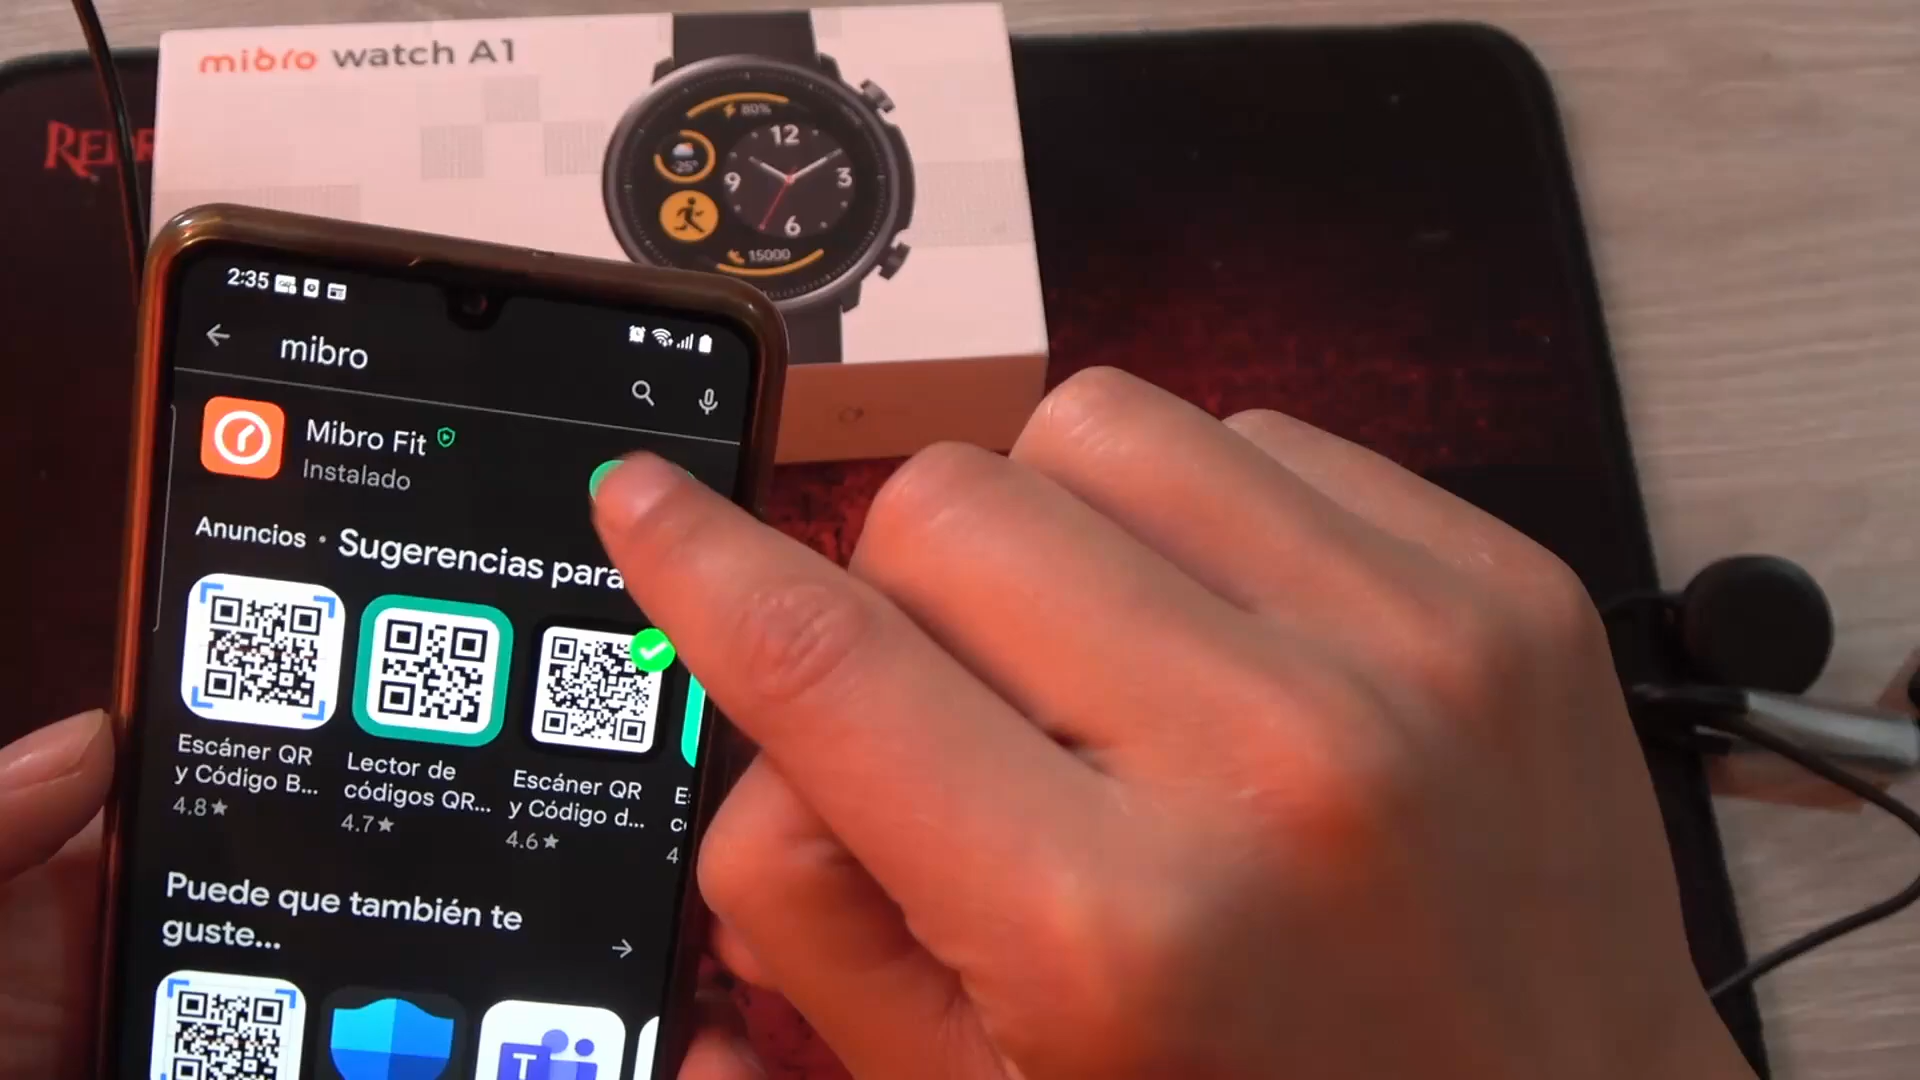 mibro watch A1
80%
12
-25°
9
3
6
15000
2:35
mibro
Mibro Fit
Instalado
Anuncios • Sugerencias para
Escáner QR
y Código B...
4.8★
Lector de
códigos QR...
4.7★
Escáner QR
y Código d...
4.6★
4
Puede que también te
guste...
T